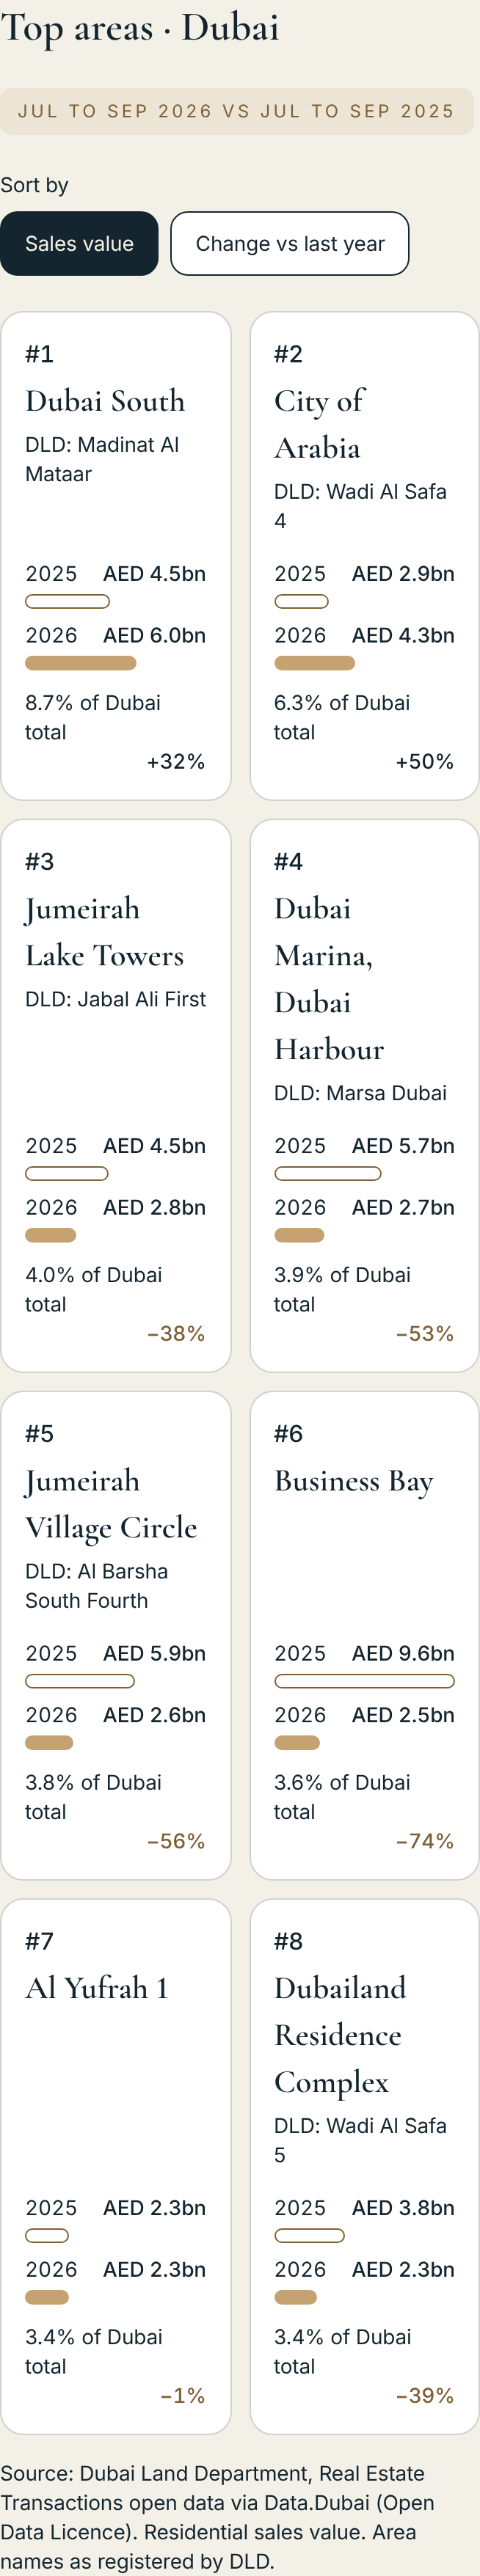 Top areas · Dubai
JUL TO SEP 2026 VS JUL TO SEP 2025
Sort by
Sales value
Change vs last year
#1
Dubai South
DLD: Madinat Al
Mataar
2025 AED 4.5bn
2026 AED 6.0bn
8.7% of Dubai
total
+32%
#2
City of
Arabia
DLD: Wadi Al Safa
4
2025 AED 2.9bn
2026 AED 4.3bn
6.3% of Dubai
total
+50%
#3
Jumeirah
Lake Towers
DLD: Jabal Ali First
2025 AED 4.5bn
2026 AED 2.8bn
4.0% of Dubai
total
−38%
#4
Dubai
Marina,
Dubai
Harbour
DLD: Marsa Dubai
2025 AED 5.7bn
2026 AED 2.7bn
3.9% of Dubai
total
−53%
#5
Jumeirah
Village Circle
DLD: Al Barsha
South Fourth
2025 AED 5.9bn
2026 AED 2.6bn
3.8% of Dubai
total
−56%
#6
Business Bay
2025 AED 9.6bn
2026 AED 2.5bn
3.6% of Dubai
total
−74%
#7
Al Yufrah 1
2025 AED 2.3bn
2026 AED 2.3bn
3.4% of Dubai
total
−1%
#8
Dubailand
Residence
Complex
DLD: Wadi Al Safa
5
2025 AED 3.8bn
2026 AED 2.3bn
3.4% of Dubai
total
−39%
Source: Dubai Land Department, Real Estate
Transactions open data via Data.Dubai (Open
Data Licence). Residential sales value. Area
names as registered by DLD.